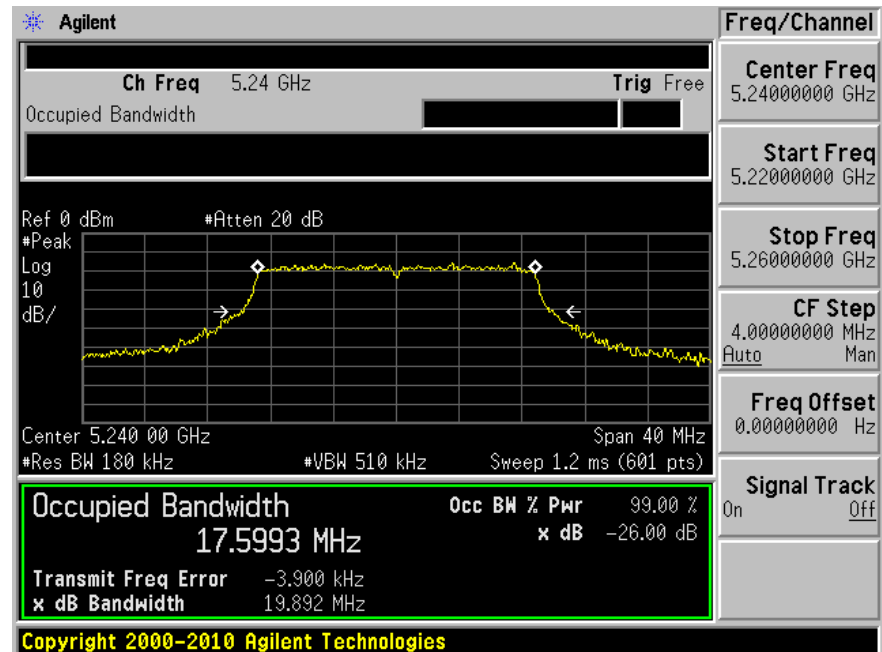 Agilent
Freq/Channel
Ch Freq 5.24 GHz Trig Free
Occupied Bandwidth
Center Freq
5.24000000 GHz
Start Freq
5.22000000 GHz
Stop Freq
5.26000000 GHz
CF Step
4.00000000 MHz
Auto Man
Freq Offset
0.00000000 Hz
Signal Track
On Off
Ref 0 dBm #Atten 20 dB
#Peak
Log
10
dB/
Center 5.240 00 GHz Span 40 MHz
#Res BW 180 kHz #VBW 510 kHz Sweep 1.2 ms (601 pts)
Occupied Bandwidth Occ BW % Pwr 99.00 %
17.5993 MHz x dB -26.00 dB
Transmit Freq Error -3.900 kHz
x dB Bandwidth 19.892 MHz
Copyright 2000-2010 Agilent Technologies